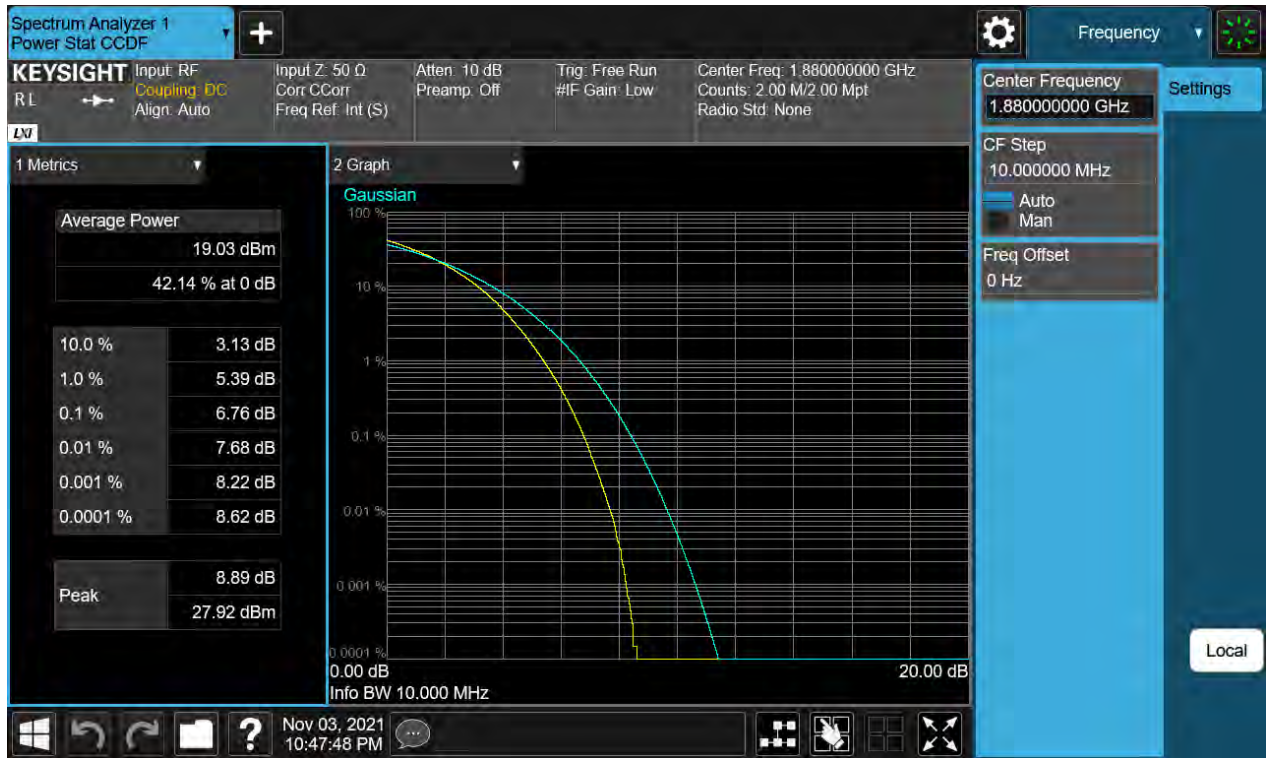 Spectrum Analyzer 1
Power Stat CCDF
+
Frequency
KEYSIGHT
RL
LXI
Input: RF
Coupling: DC
Align: Auto
Input Z: 50 Ω
Corr CCorr
Freq Ref: Int (S)
Atten: 10 dB
Preamp: Off
Trig: Free Run
#IF Gain: Low
Center Freq: 1.880000000 GHz
Counts: 2.00 M/2.00 Mpt
Radio Std: None
Center Frequency
1.880000000 GHz
Settings
CF Step
10.000000 MHz
Auto
Man
Freq Offset
0 Hz
1 Metrics
Average Power
19.03 dBm
42.14 % at 0 dB
10.0 % 3.13 dB
1.0 % 5.39 dB
0.1 % 6.76 dB
0.01 % 7.68 dB
0.001 % 8.22 dB
0.0001 % 8.62 dB
Peak
8.89 dB
27.92 dBm
2 Graph
Gaussian
100 %
10 %
1 %
0.1 %
0.01 %
0.001 %
0.0001 %
0.00 dB 20.00 dB
Info BW 10.000 MHz
Local
?
Nov 03, 2021
10:47:48 PM